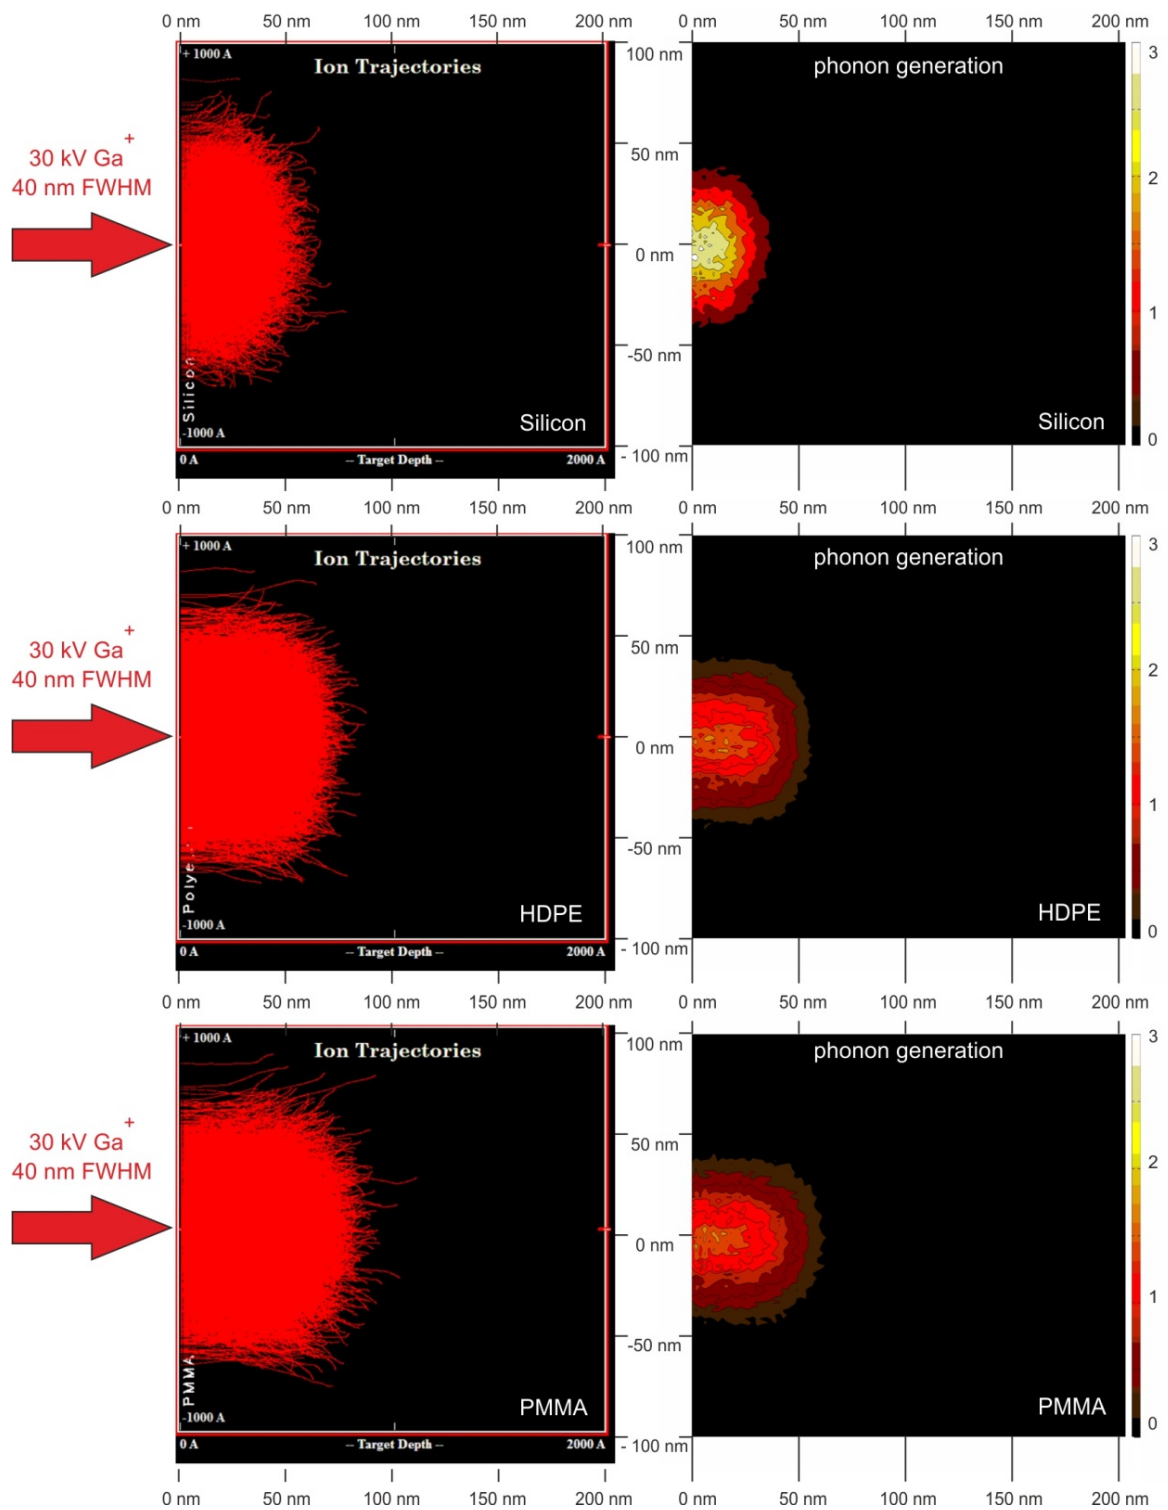 0 nm 50 nm 100 nm 150 nm 200 nm 0 nm 50 nm 100 nm 150 nm 200 nm
+ 1000 A
Ion Trajectories
100 nm
phonon generation
3
+
30 kV Ga
40 nm FWHM
50 nm
2
0 nm
1
-50 nm
Silicon
Silicon
Silicon
-1000 A
0
0 A -- Target Depth -- 2000 A
- 100 nm
0 nm 50 nm 100 nm 150 nm 200 nm 0 nm 50 nm 100 nm 150 nm 200 nm
+ 1000 A
Ion Trajectories
100 nm
phonon generation
3
+
30 kV Ga
40 nm FWHM
50 nm
2
0 nm
1
-50 nm
HDPE
HDPE
-1000 A
0
0 A -- Target Depth -- 2000 A
- 100 nm
0 nm 50 nm 100 nm 150 nm 200 nm 0 nm 50 nm 100 nm 150 nm 200 nm
+ 1000 A
Ion Trajectories
100 nm
phonon generation
3
+
30 kV Ga
40 nm FWHM
50 nm
2
0 nm
1
-50 nm
PMMA
PMMA
PMMA
-1000 A
0
0 A -- Target Depth -- 2000 A
- 100 nm
0 nm 50 nm 100 nm 150 nm 200 nm 0 nm 50 nm 100 nm 150 nm 200 nm